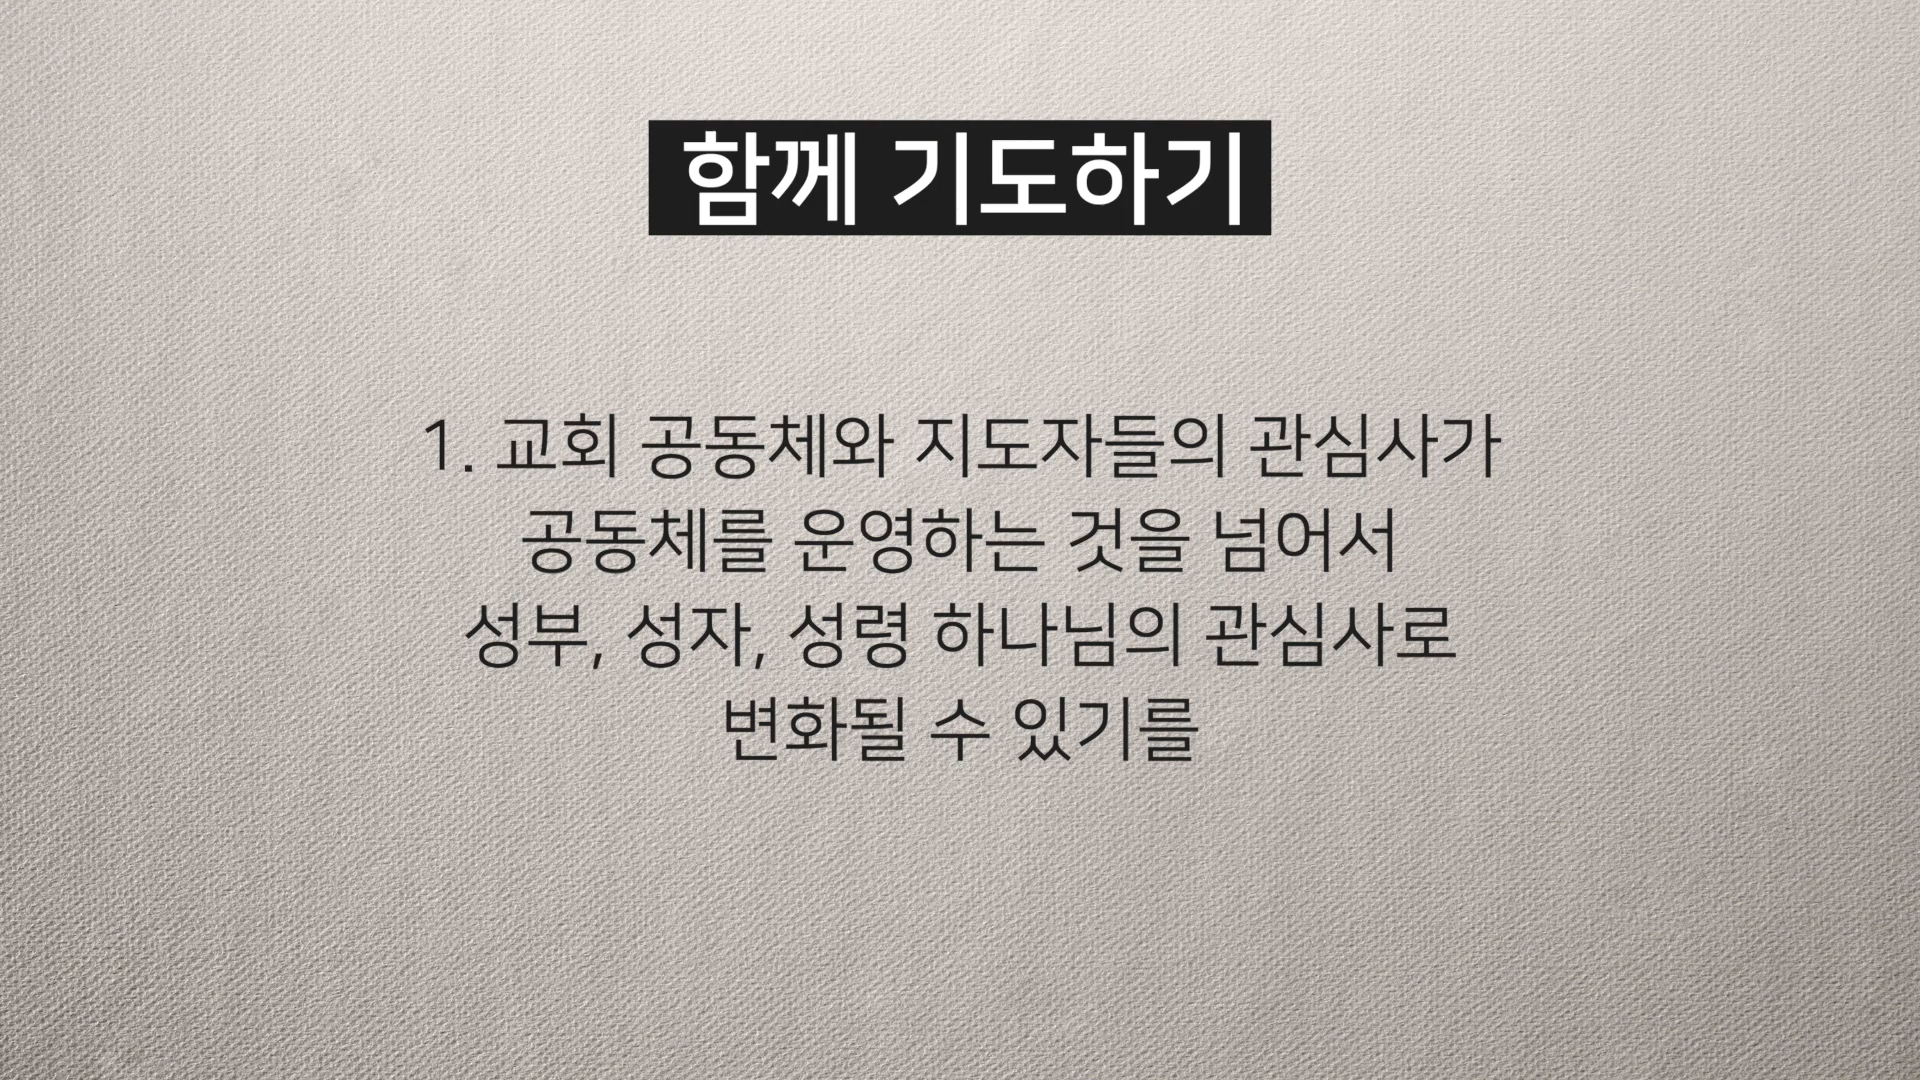 함께 기도하기
1. 교회 공동체와 지도자들의 관심사가
공동체를 운영하는 것을 넘어서
성부, 성자, 성령 하나님의 관심사로
변화될 수 있기를